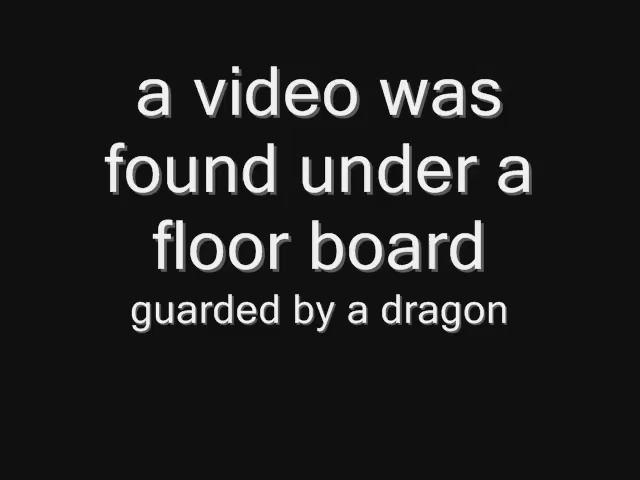 a video was
found under a
floor board
guarded by a dragon